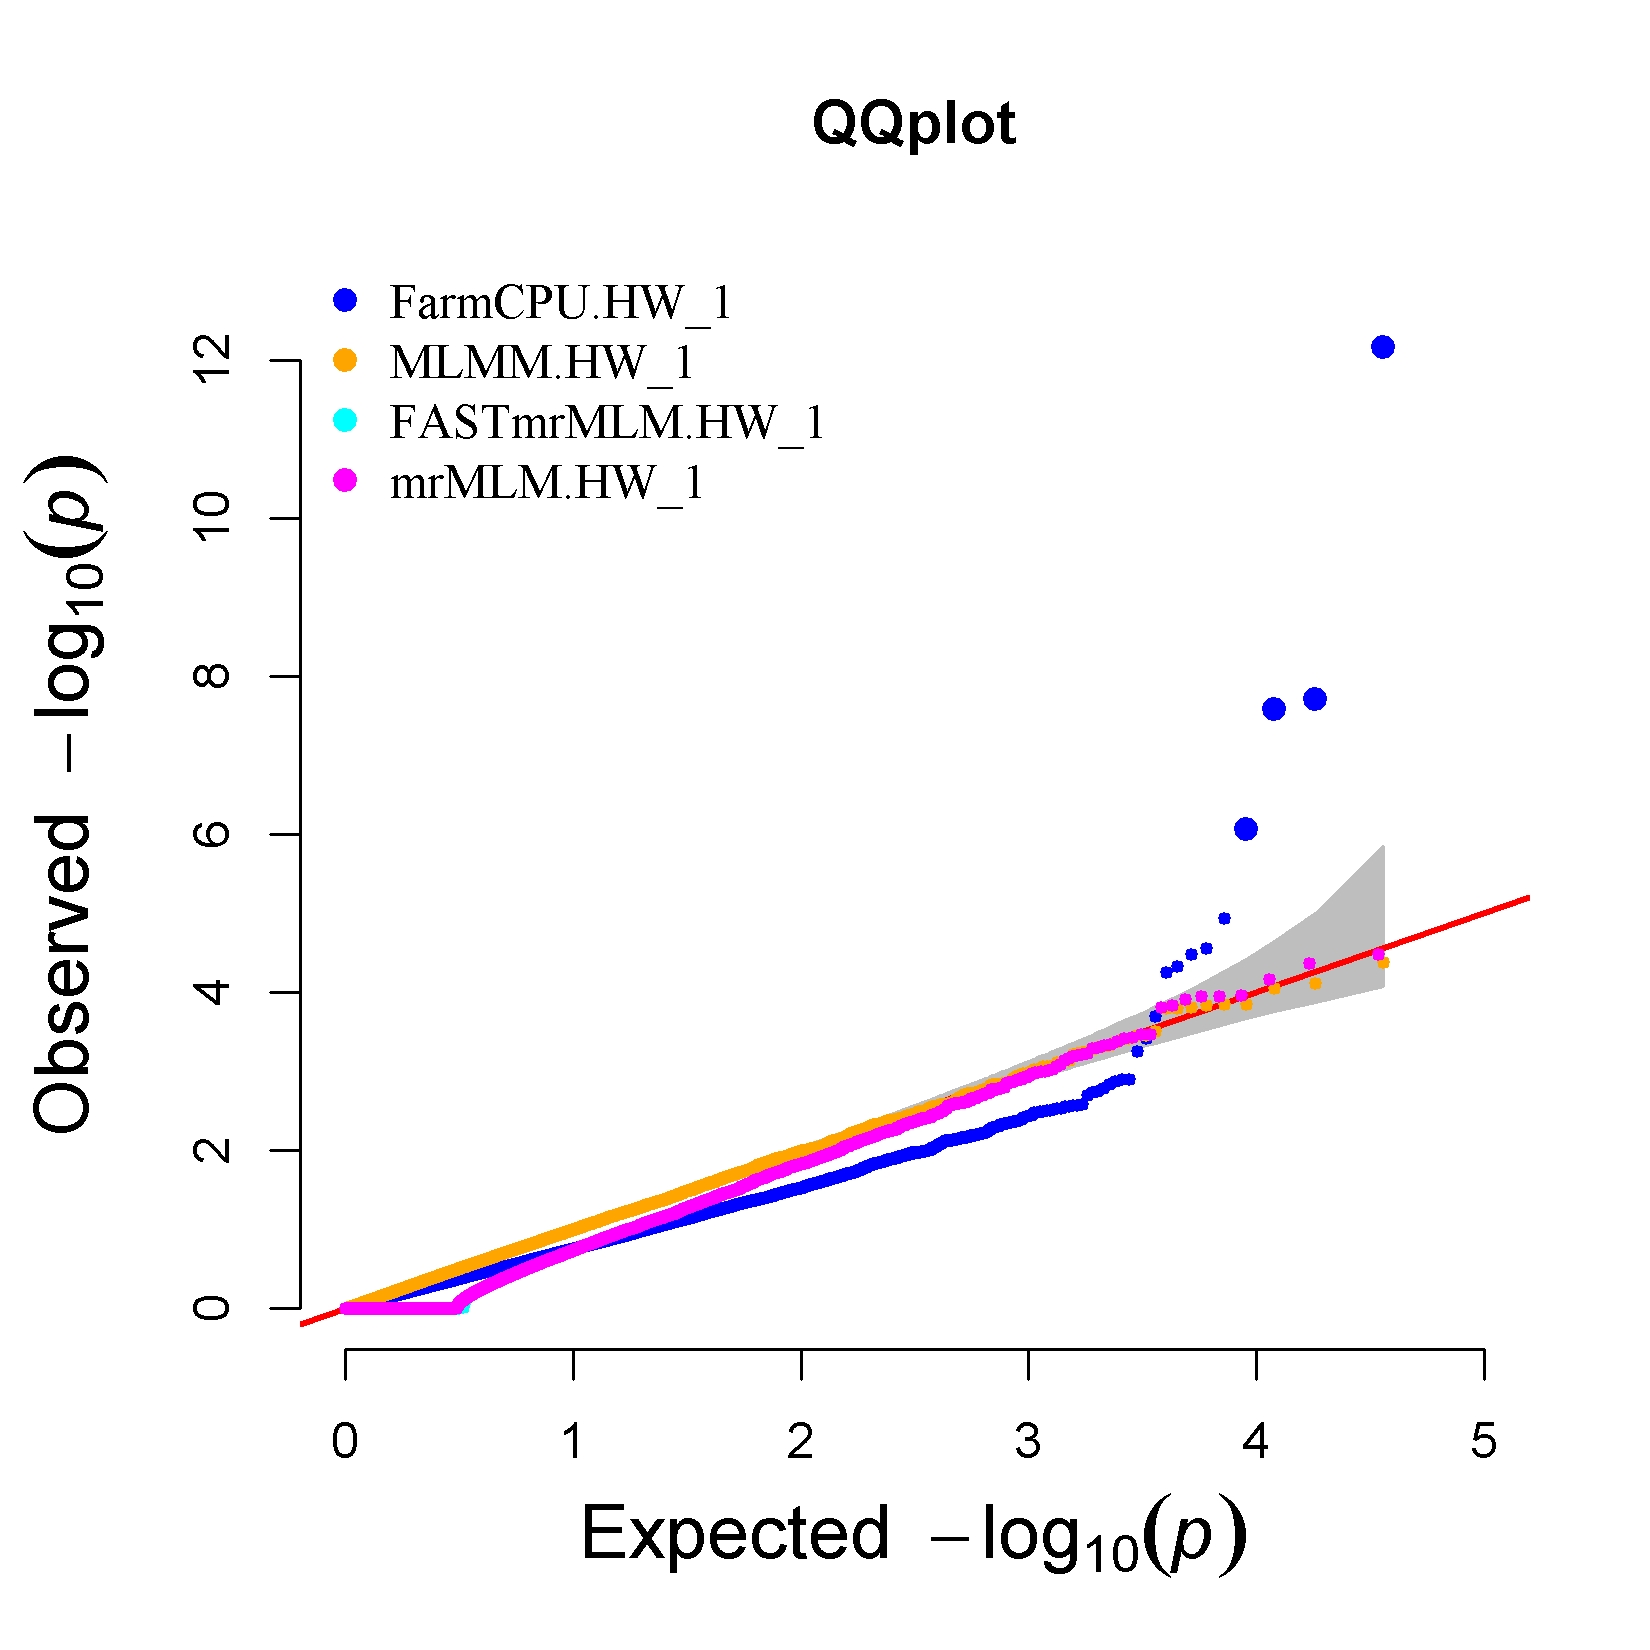 QQplot
FarmCPU.HW_1
MLMM.HW_1
FASTmrMLM.HW_1
mrMLM.HW_1
Observed −log₁₀(p)
12
10
8
6
4
2
0
0 1 2 3 4 5
Expected −log₁₀(p)